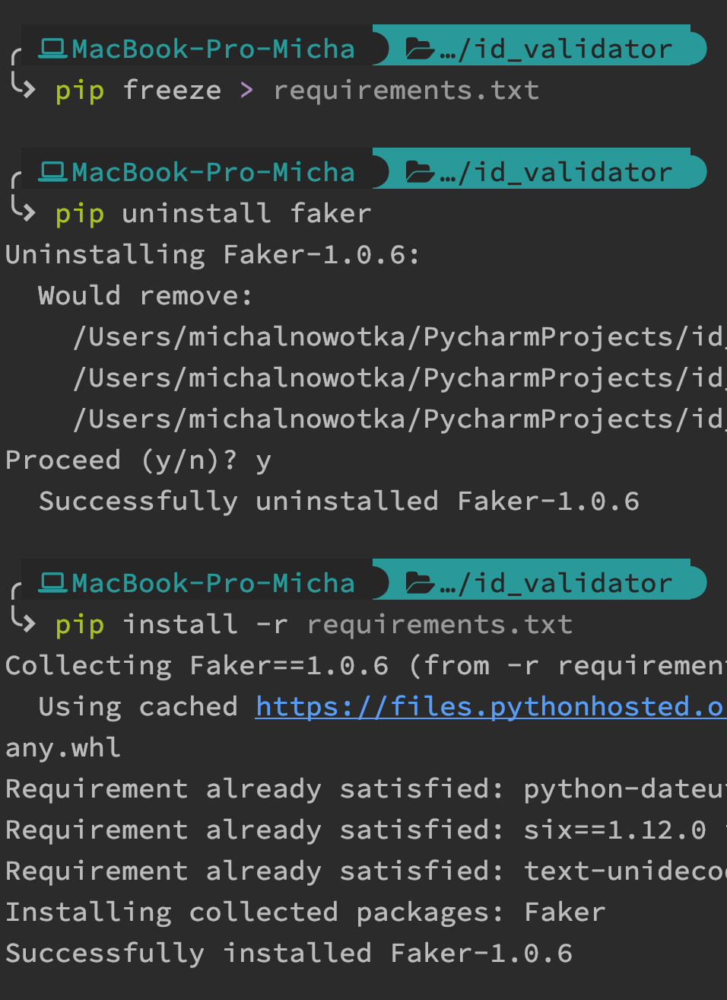 MacBook-Pro-Micha …/id_validator
pip freeze > requirements.txt
MacBook-Pro-Micha …/id_validator
pip uninstall faker
Uninstalling Faker-1.0.6:
Would remove:
/Users/michalnowotka/PycharmProjects/id_
/Users/michalnowotka/PycharmProjects/id_
/Users/michalnowotka/PycharmProjects/id_
Proceed (y/n)? y
Successfully uninstalled Faker-1.0.6
MacBook-Pro-Micha …/id_validator
pip install -r requirements.txt
Collecting Faker==1.0.6 (from -r requiremen
Using cached https://files.pythonhosted.o
any.whl
Requirement already satisfied: python-dateu
Requirement already satisfied: six==1.12.0
Requirement already satisfied: text-unideco
Installing collected packages: Faker
Successfully installed Faker-1.0.6